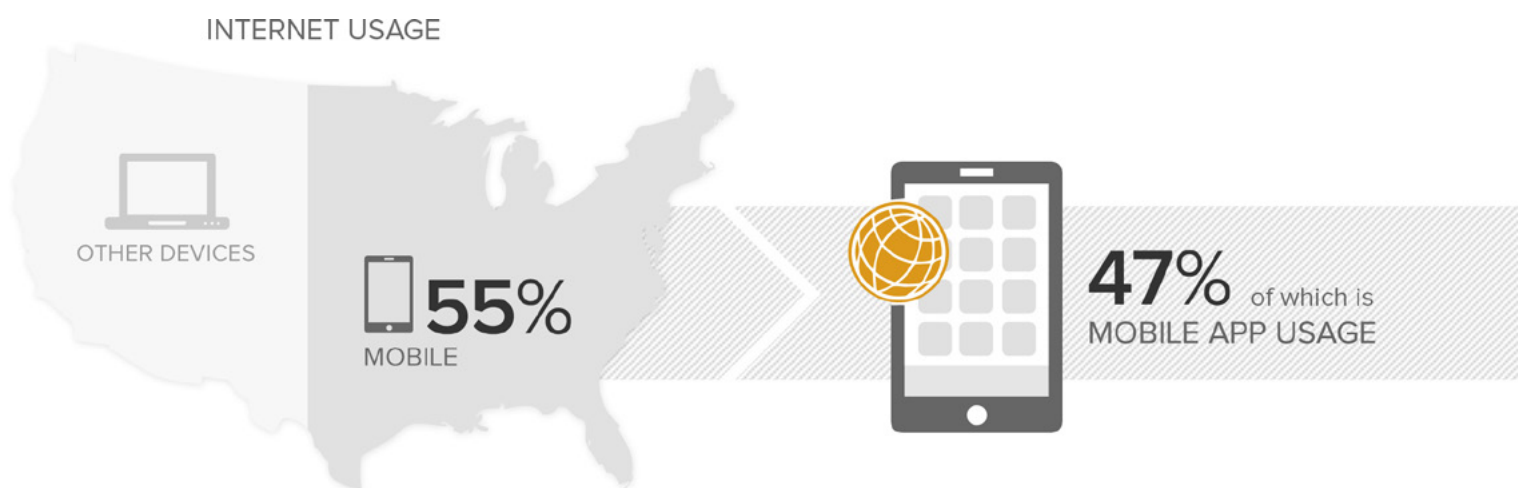 INTERNET USAGE
OTHER DEVICES
55%
MOBILE
47% of which is
MOBILE APP USAGE